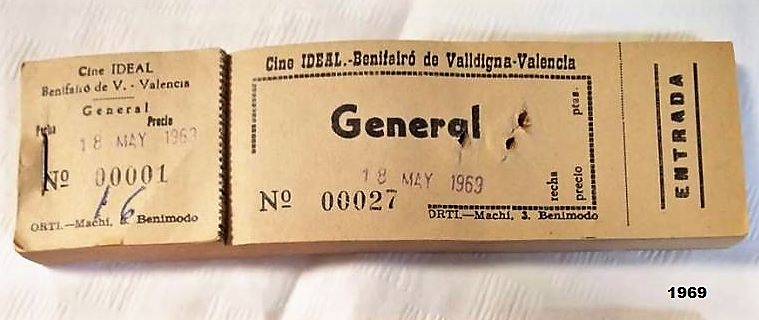 Cine IDEAL
Benifairó de V. - Valencia
General
Fecha Precio
18 MAY 1969
Nº 00001
16
ORTI.—Machí, 3. Benimodo
Cine IDEAL.-Benifairó de Valldigna-Valencia
General
18 MAY 1969
Nº 00027
ORTI.—Machi, 3. Benimodo
fecha
precio ptas.
ENTRADA
1969